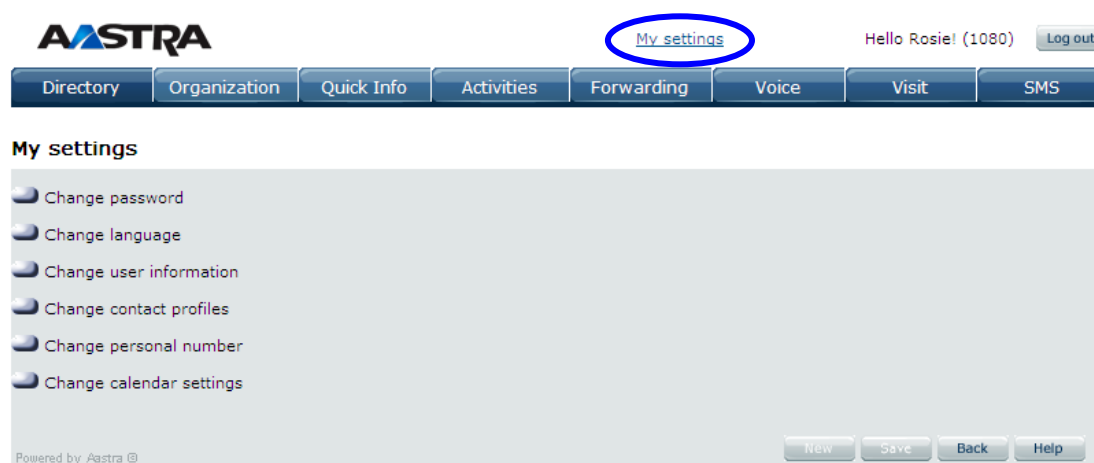 AASTRA My settings Hello Rosie! (1080) Log out
Directory Organization Quick Info Activities Forwarding Voice Visit SMS
My settings
Change password
Change language
Change user information
Change contact profiles
Change personal number
Change calendar settings
New Save Back Help
Powered by Aastra ©